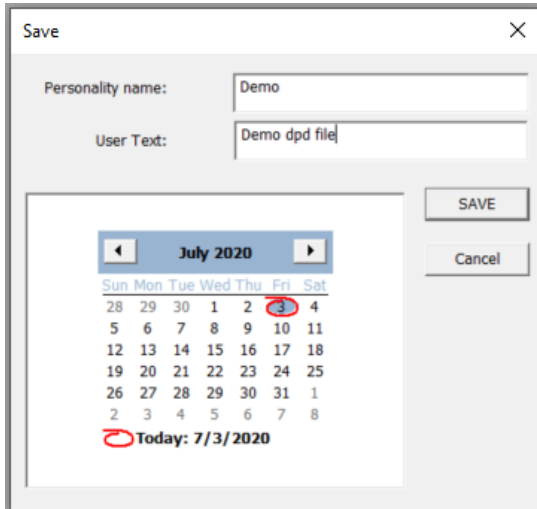 Save
Personality name: Demo
User Text: Demo dpd file
SAVE
Cancel
July 2020
Sun Mon Tue Wed Thu Fri Sat
28 29 30 1 2 3 4
5 6 7 8 9 10 11
12 13 14 15 16 17 18
19 20 21 22 23 24 25
26 27 28 29 30 31 1
2 3 4 5 6 7 8
Today: 7/3/2020